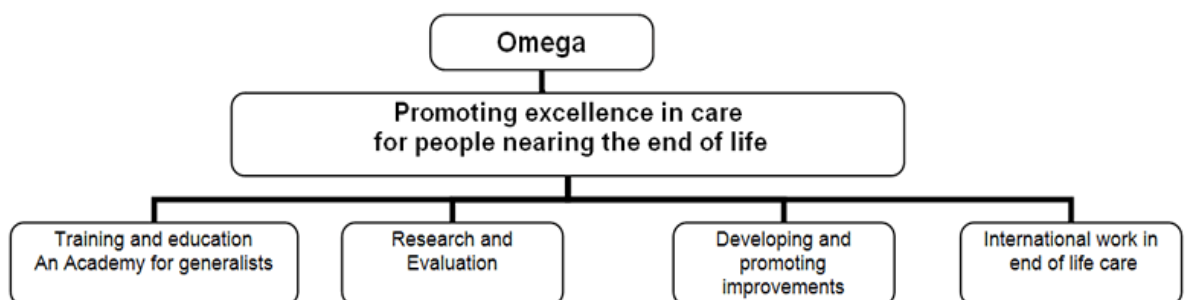 Omega
Promoting excellence in care
for people nearing the end of life
Training and education
An Academy for generalists
Research and
Evaluation
Developing and
promoting
improvements
International work in
end of life care